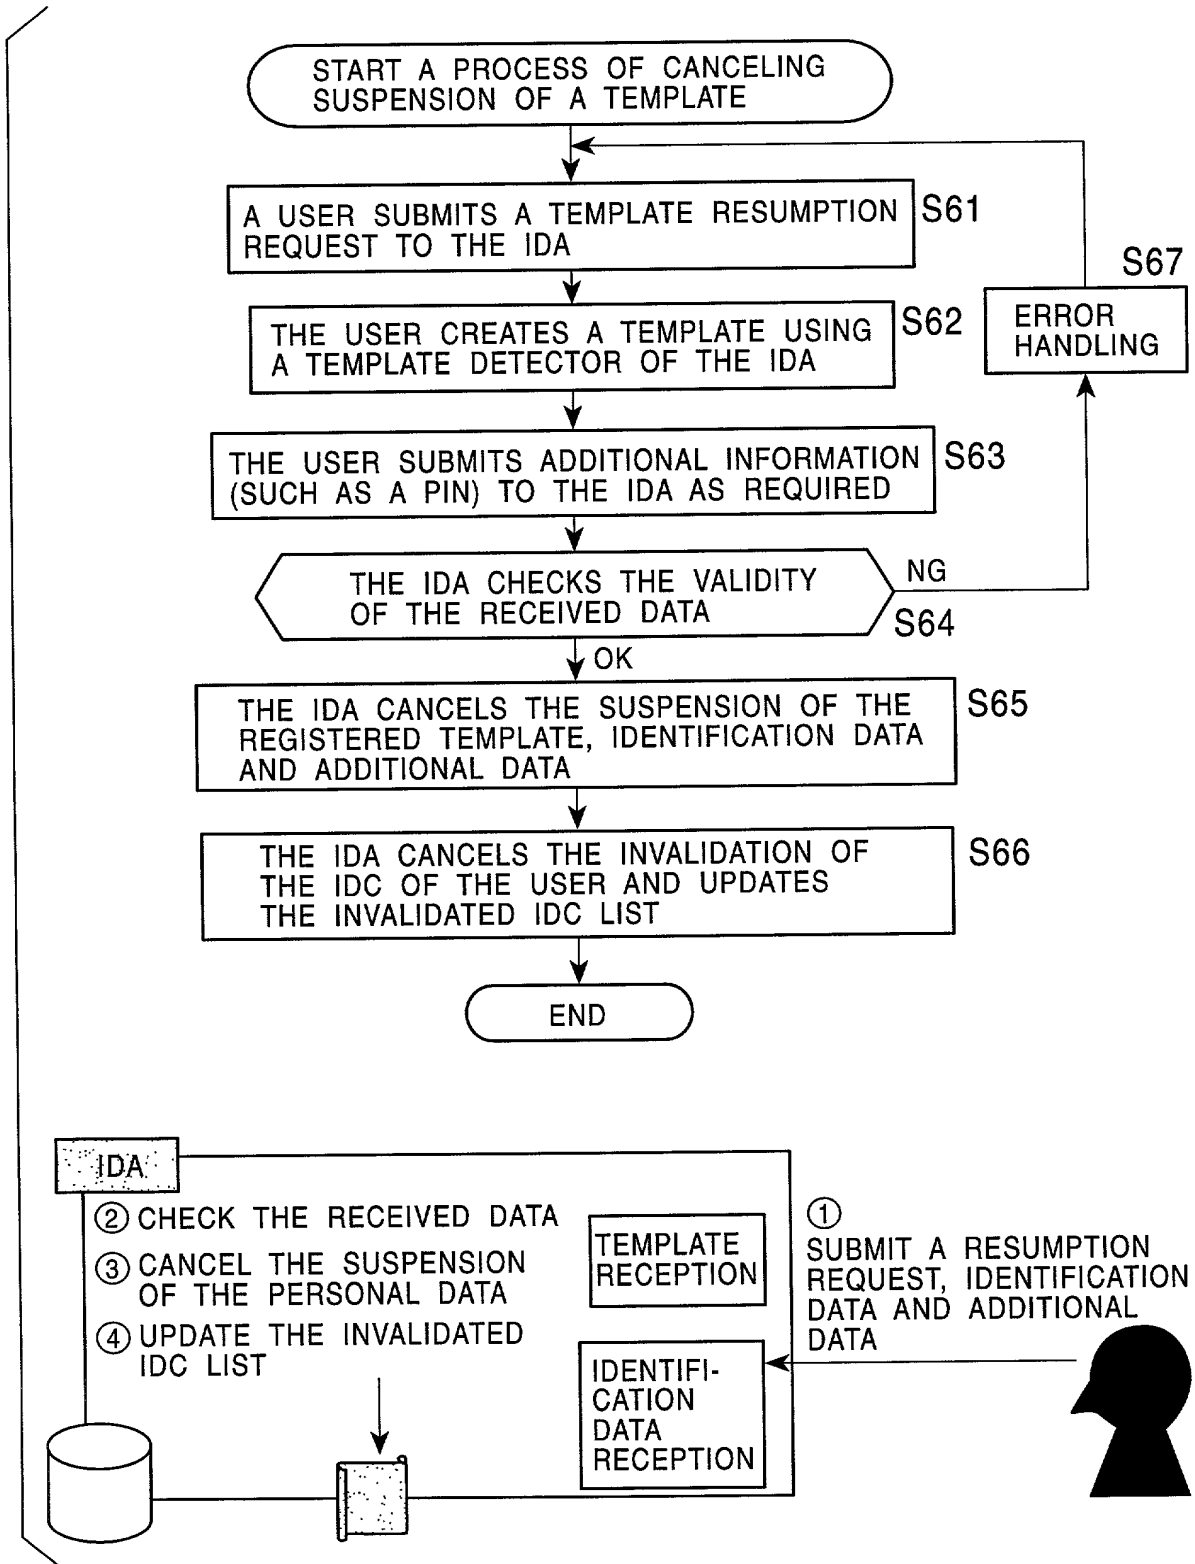 START A PROCESS OF CANCELING
SUSPENSION OF A TEMPLATE
A USER SUBMITS A TEMPLATE RESUMPTION
REQUEST TO THE IDA
S61
S67
ERROR
HANDLING
THE USER CREATES A TEMPLATE USING
A TEMPLATE DETECTOR OF THE IDA
S62
THE USER SUBMITS ADDITIONAL INFORMATION
(SUCH AS A PIN) TO THE IDA AS REQUIRED
S63
THE IDA CHECKS THE VALIDITY
OF THE RECEIVED DATA
NG
S64
OK
THE IDA CANCELS THE SUSPENSION OF THE
REGISTERED TEMPLATE, IDENTIFICATION DATA
AND ADDITIONAL DATA
S65
THE IDA CANCELS THE INVALIDATION OF
THE IDC OF THE USER AND UPDATES
THE INVALIDATED IDC LIST
S66
END
IDA
② CHECK THE RECEIVED DATA
③ CANCEL THE SUSPENSION
OF THE PERSONAL DATA
④ UPDATE THE INVALIDATED
IDC LIST
TEMPLATE
RECEPTION
IDENTIFI-
CATION
DATA
RECEPTION
①
SUBMIT A RESUMPTION
REQUEST, IDENTIFICATION
DATA AND ADDITIONAL
DATA